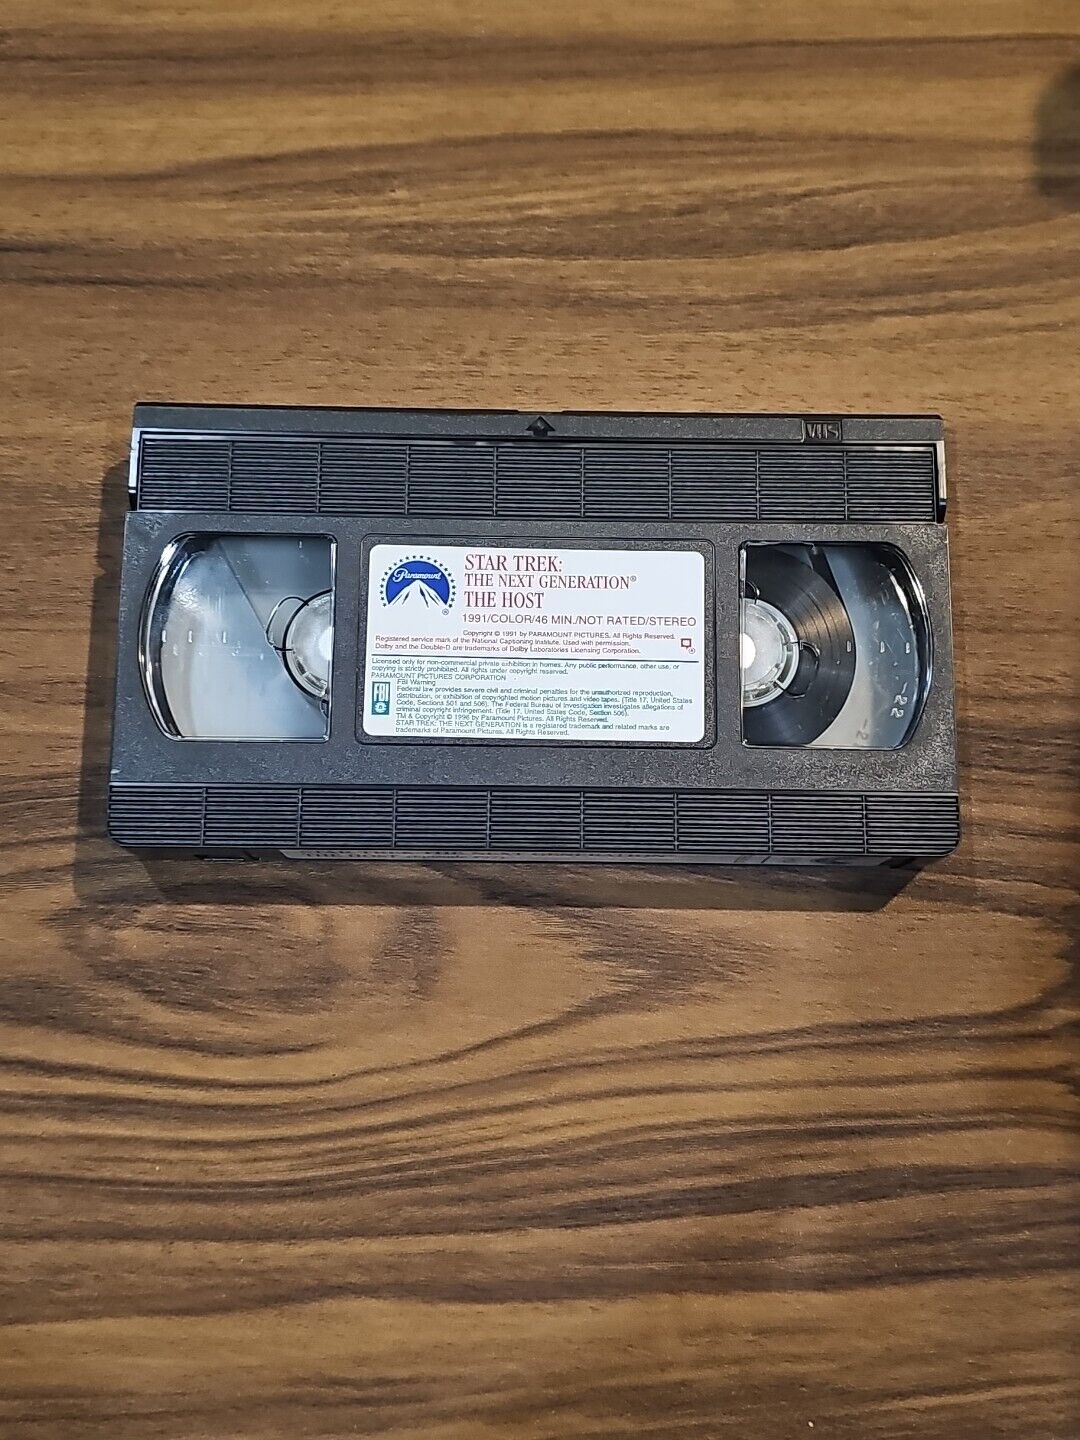 VHS
Paramount
®
STAR TREK:
THE NEXT GENERATION®
THE HOST
1991/COLOR/46 MIN./NOT RATED/STEREO
Copyright © 1991 by PARAMOUNT PICTURES. All Rights Reserved.
Registered service mark of the National Captioning Institute. Used with permission.
Dolby and the Double-D are trademarks of Dolby Laboratories Licensing Corporation.
®
Licensed only for non-commercial private exhibition in homes. Any public performance, other use, or
copying is strictly prohibited. All rights under copyright reserved.
PARAMOUNT PICTURES CORPORATION
FBI
FBI Warning
Federal law provides severe civil and criminal penalties for the unauthorized reproduction,
distribution, or exhibition of copyrighted motion pictures and video tapes. (Title 17, United States
Code, Sections 501 and 506). The Federal Bureau of Investigation investigates allegations of
criminal copyright infringement. (Title 17, United States Code, Section 506).
TM & Copyright © 1996 by Paramount Pictures. All Rights Reserved.
STAR TREK: THE NEXT GENERATION is a registered trademark and related marks are
trademarks of Paramount Pictures. All Rights Reserved.